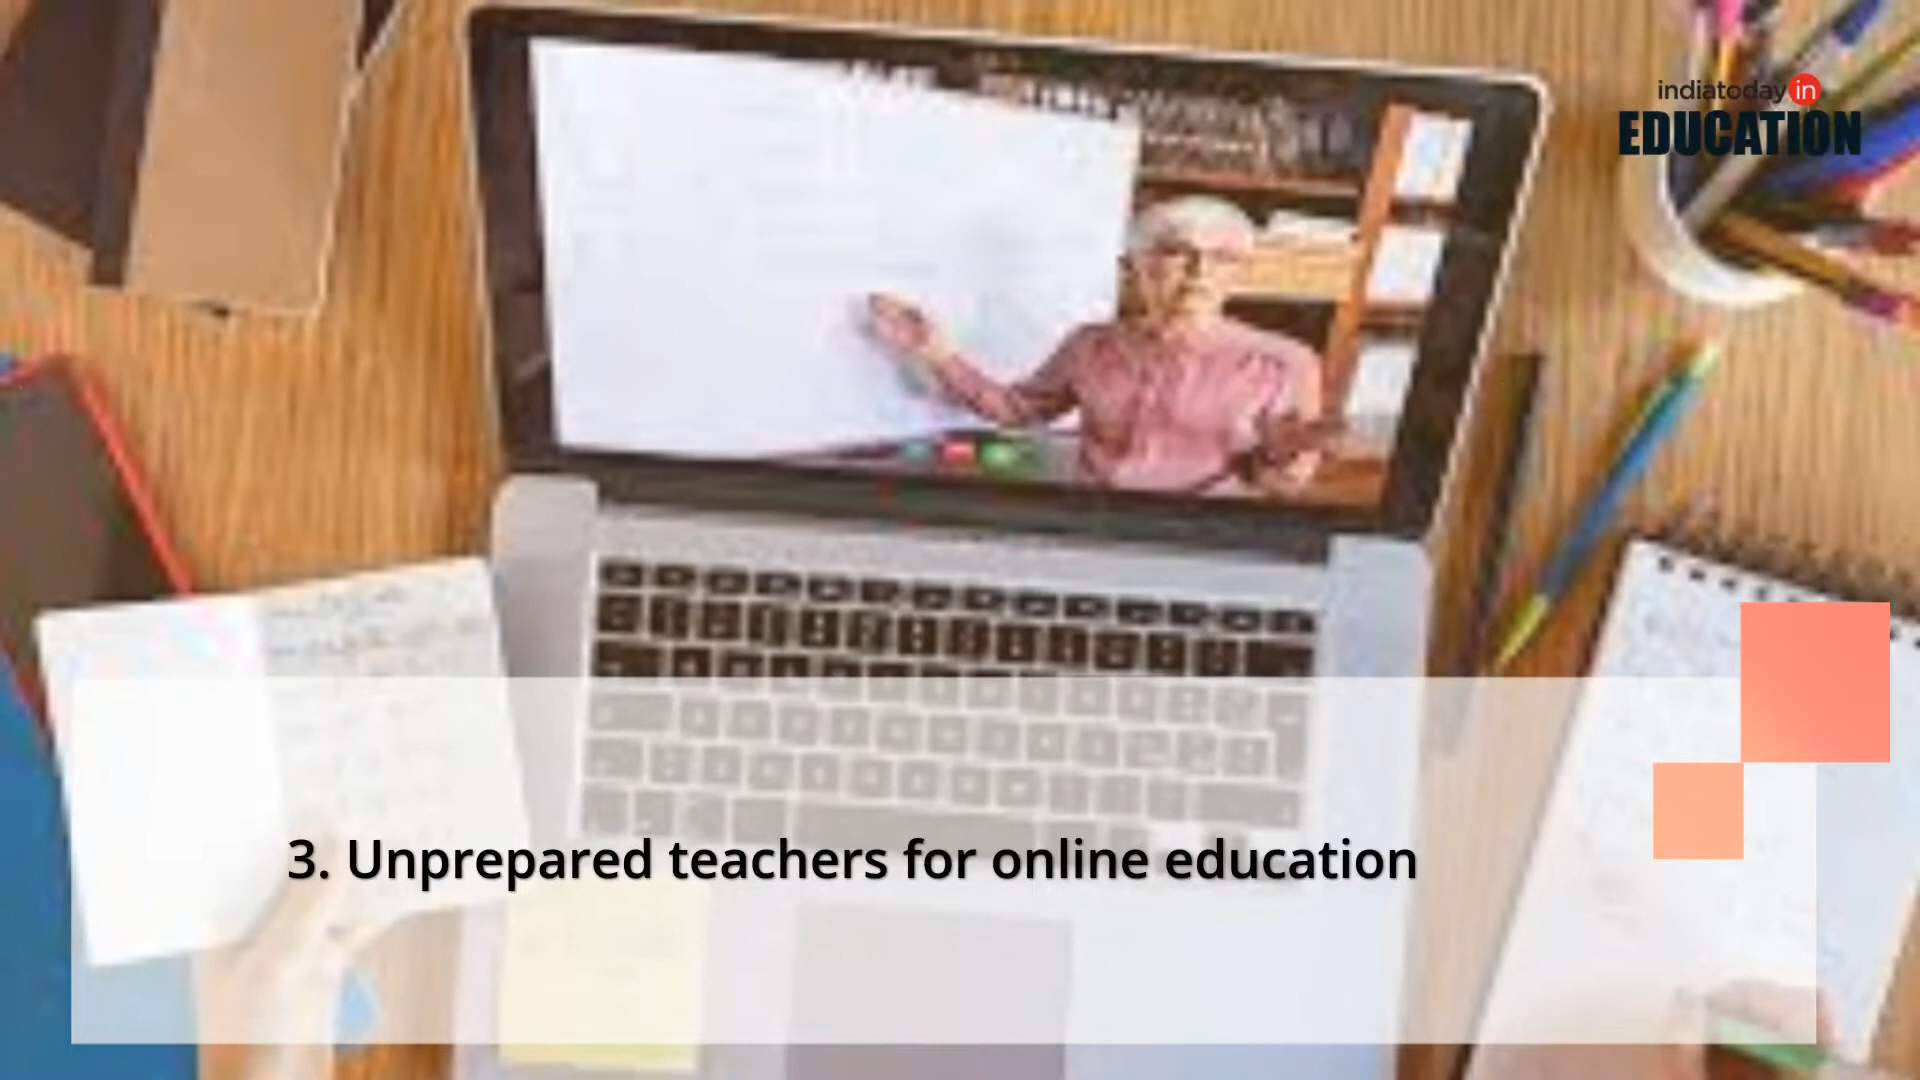 indiatoday in
EDUCATION
3. Unprepared teachers for online education